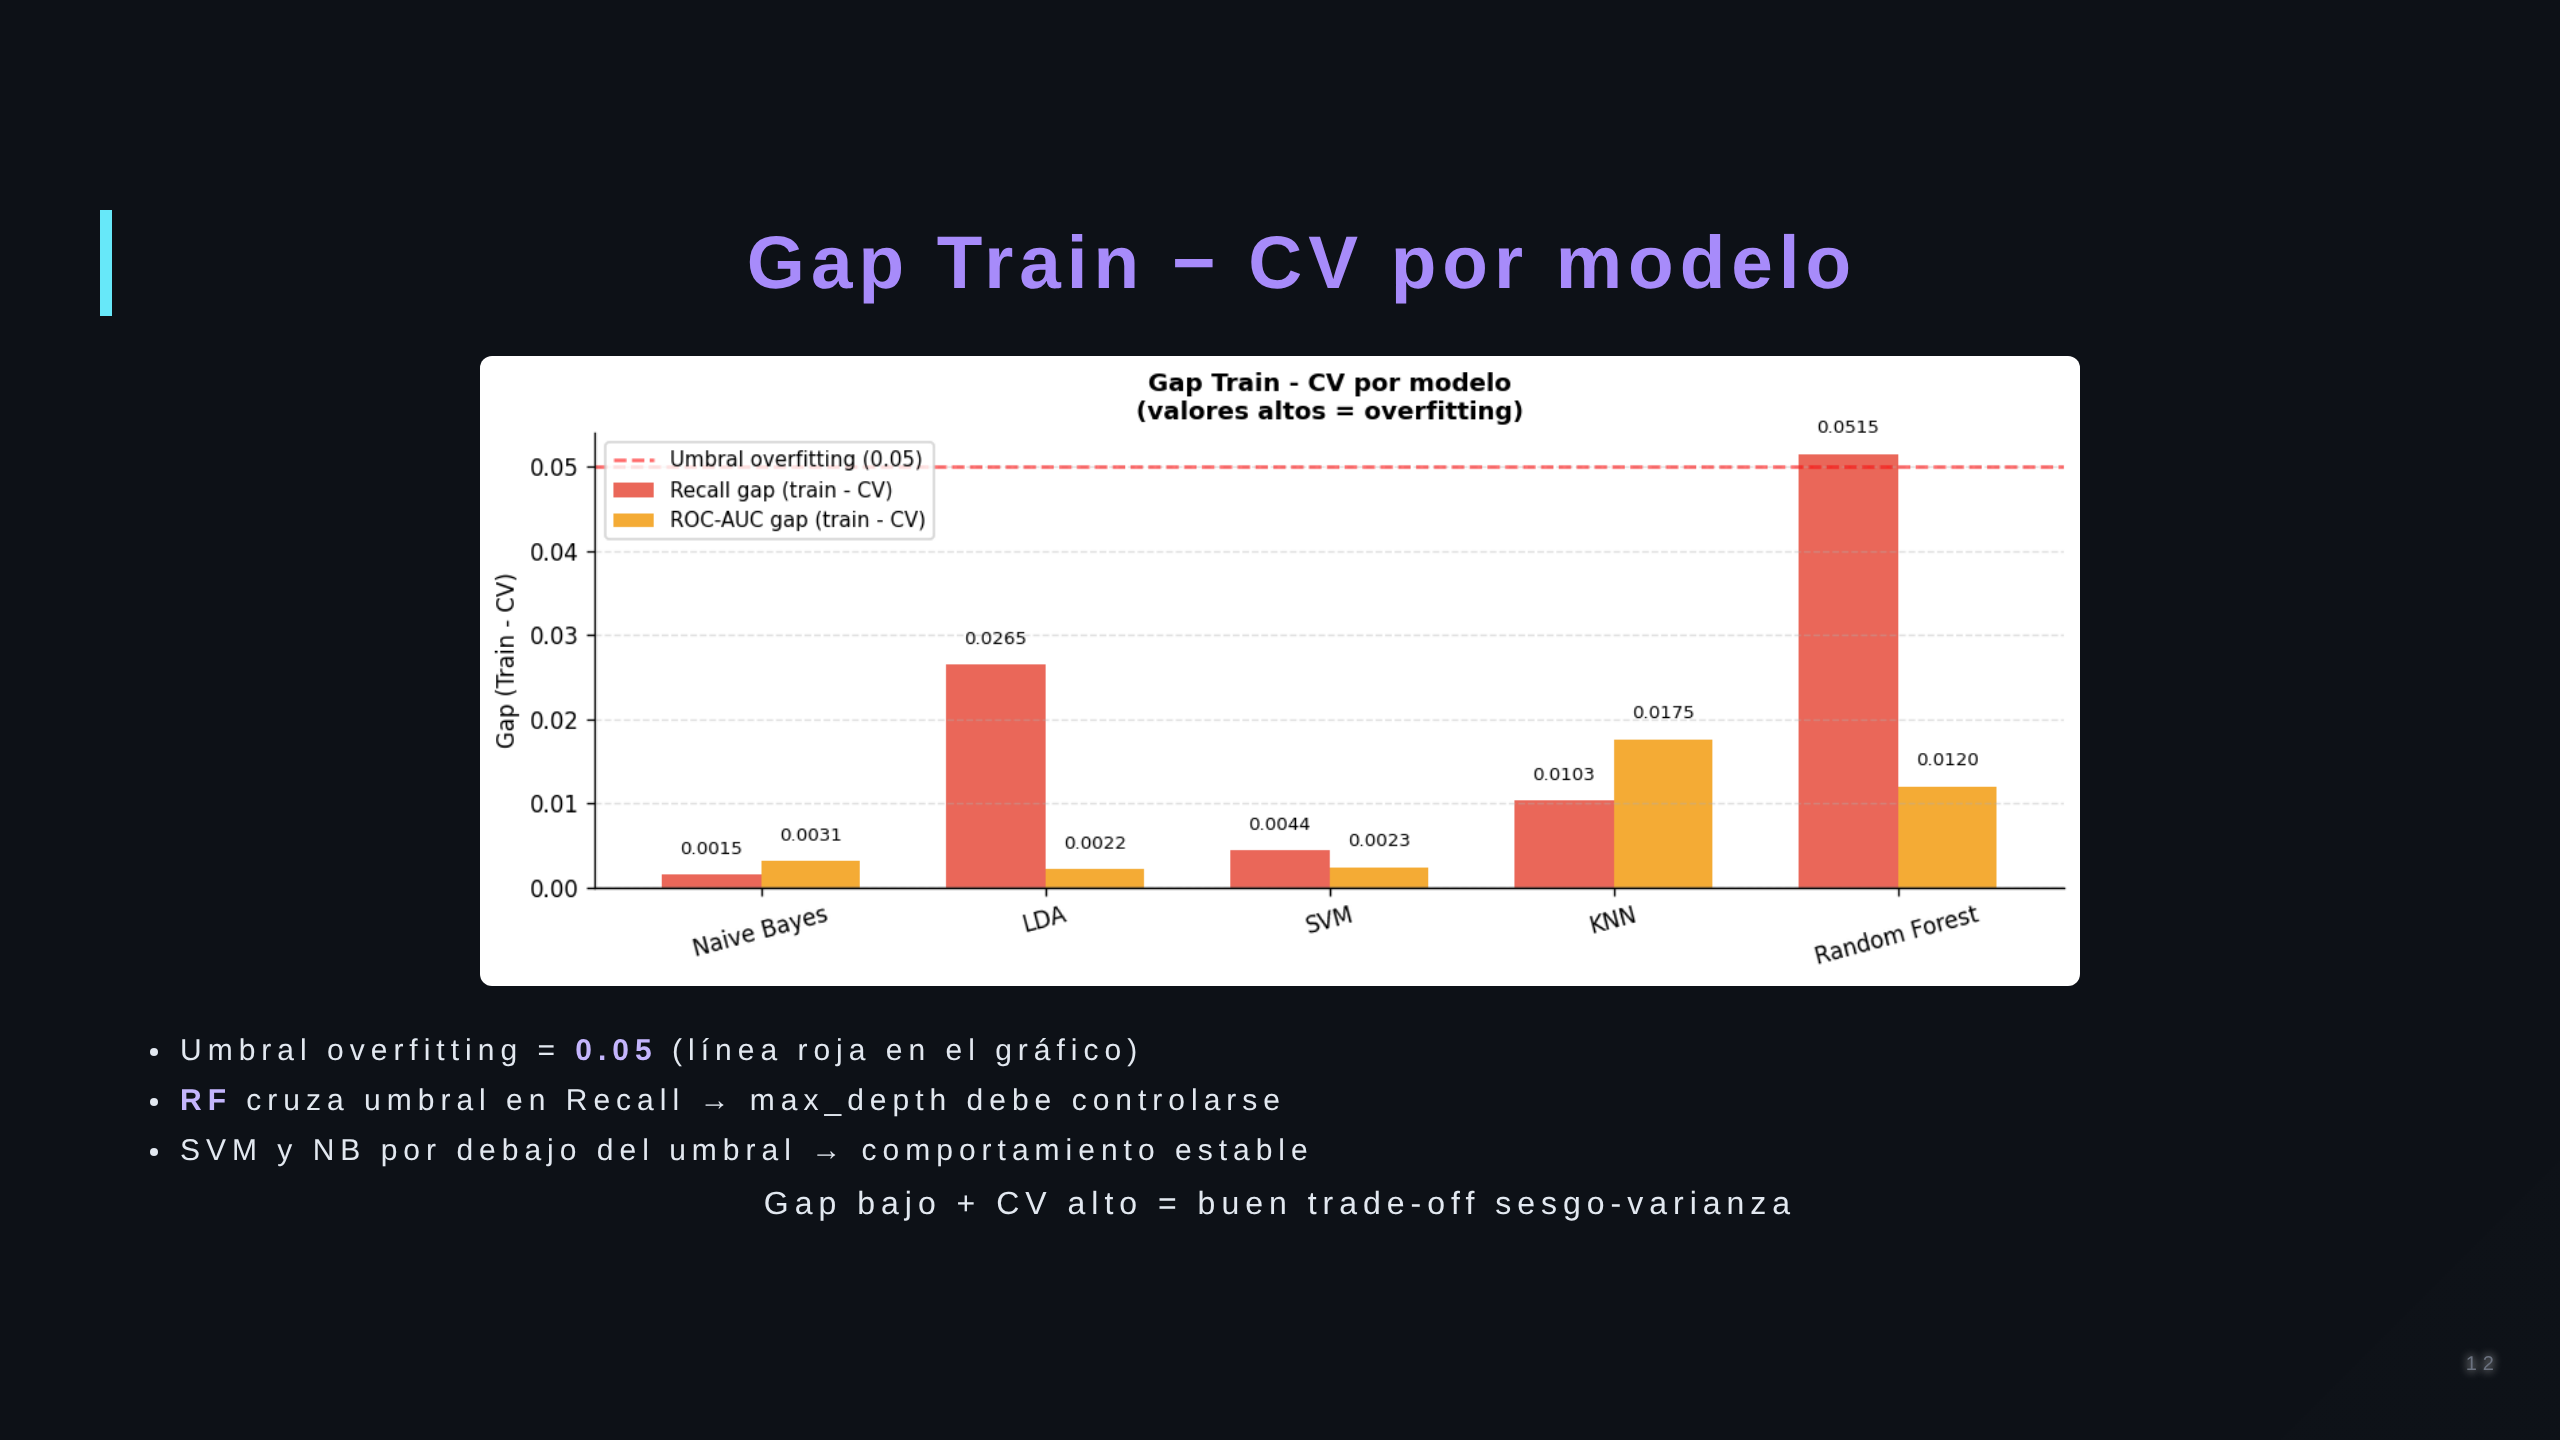 Gap Train – CV por modelo
Gap Train - CV por modelo
(valores altos = overfitting)
Umbral overfitting (0.05)
Recall gap (train - CV)
ROC-AUC gap (train - CV)
Gap (Train - CV)
0.05
0.04
0.03
0.02
0.01
0.00
0.0015
0.0031
0.0265
0.0022
0.0044
0.0023
0.0103
0.0175
0.0515
0.0120
Naive Bayes
LDA
SVM
KNN
Random Forest
• Umbral overfitting = 0.05 (línea roja en el gráfico)
• RF cruza umbral en Recall → max_depth debe controlarse
• SVM y NB por debajo del umbral → comportamiento estable
Gap bajo + CV alto = buen trade-off sesgo-varianza
12